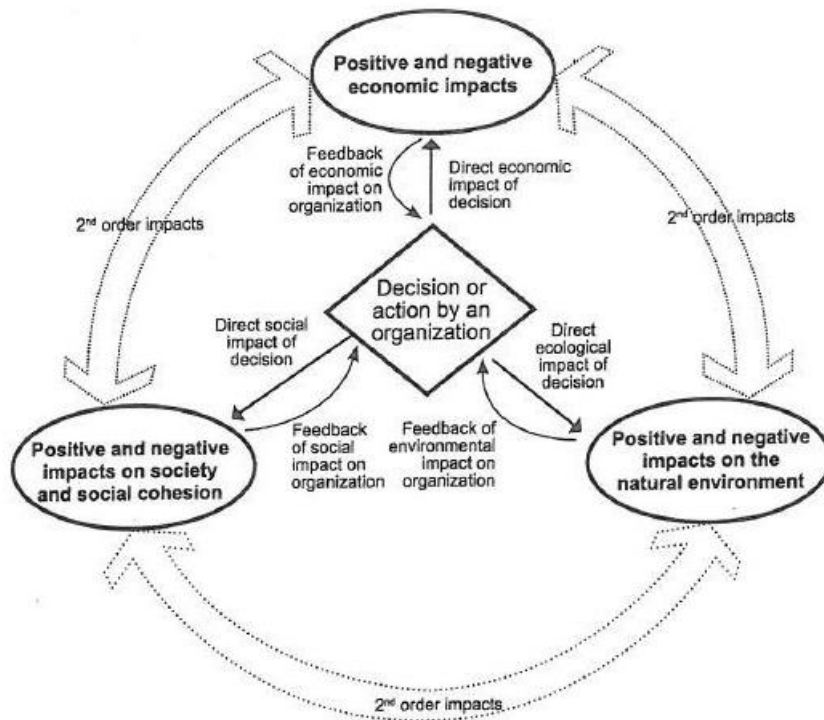 Positive and negative
economic impacts
Feedback
of economic
impact on
organization
Direct economic
impact of
decision
2nd order impacts
2nd order impacts
Decision or
action by an
organization
Direct social
impact of
decision
Direct
ecological
impact of
decision
Positive and negative
impacts on society
and social cohesion
Feedback
of social
impact on
organization
Feedback of
environmental
impact on
organization
Positive and negative
impacts on the
natural environment
2nd order impacts